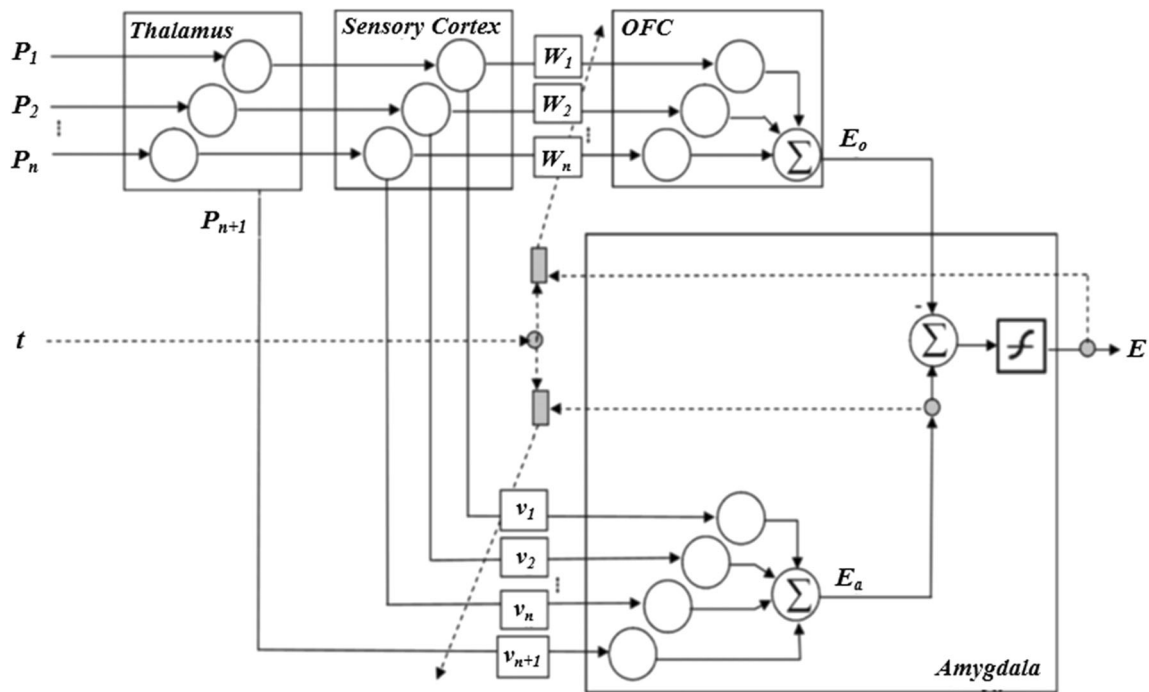 Thalamus
Sensory Cortex
OFC
P1
P2
Pn
W1
W2
Wn
Σ
Eo
Pn+1
t
-
Σ
E
v1
v2
vn
vn+1
Σ
Ea
Amygdala